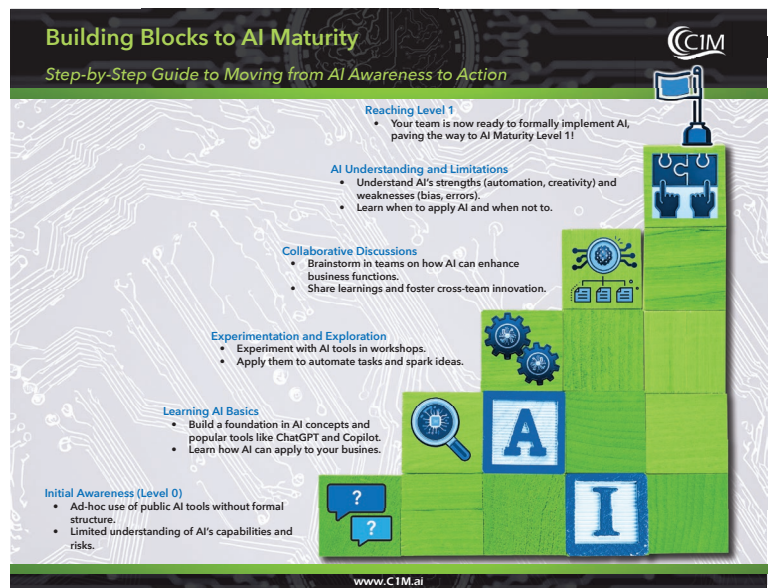 Building Blocks to AI Maturity
C1M
Step-by-Step Guide to Moving from AI Awareness to Action
Reaching Level 1
• Your team is now ready to formally implement AI,
paving the way to AI Maturity Level 1!
AI Understanding and Limitations
• Understand AI's strengths (automation, creativity) and
weaknesses (bias, errors).
• Learn when to apply AI and when not to.
Collaborative Discussions
• Brainstorm in teams on how AI can enhance
business functions.
• Share learnings and foster cross-team innovation.
Experimentation and Exploration
• Experiment with AI tools in workshops.
• Apply them to automate tasks and spark ideas.
Learning AI Basics
• Build a foundation in AI concepts and
popular tools like ChatGPT and Copilot.
• Learn how AI can apply to your busines.
A
Initial Awareness (Level 0)
• Ad-hoc use of public AI tools without formal
structure.
• Limited understanding of AI's capabilities and
risks.
?
?
I
www.C1M.ai